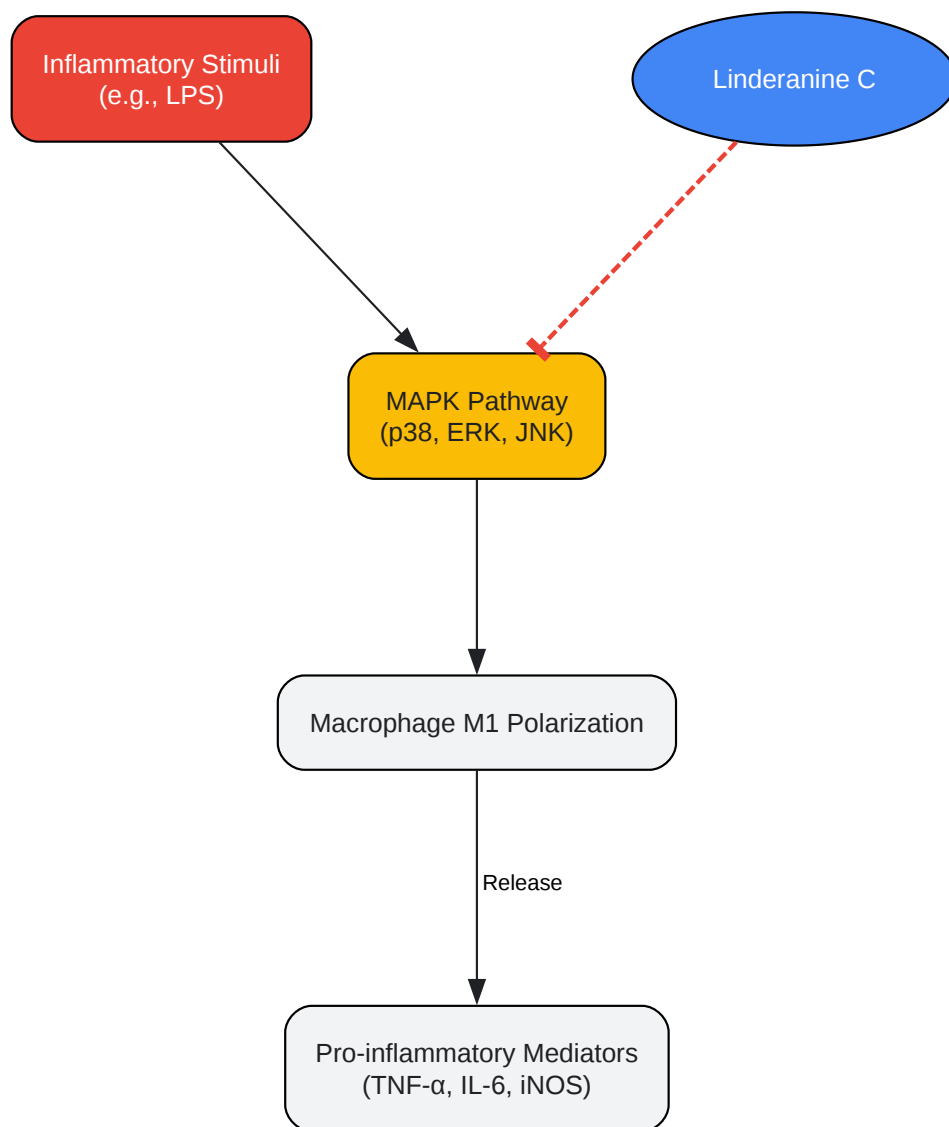 Inflammatory Stimuli
(e.g., LPS)
Linderanine C
MAPK Pathway
(p38, ERK, JNK)
Macrophage M1 Polarization
Release
Pro-inflammatory Mediators
(TNF-α, IL-6, iNOS)